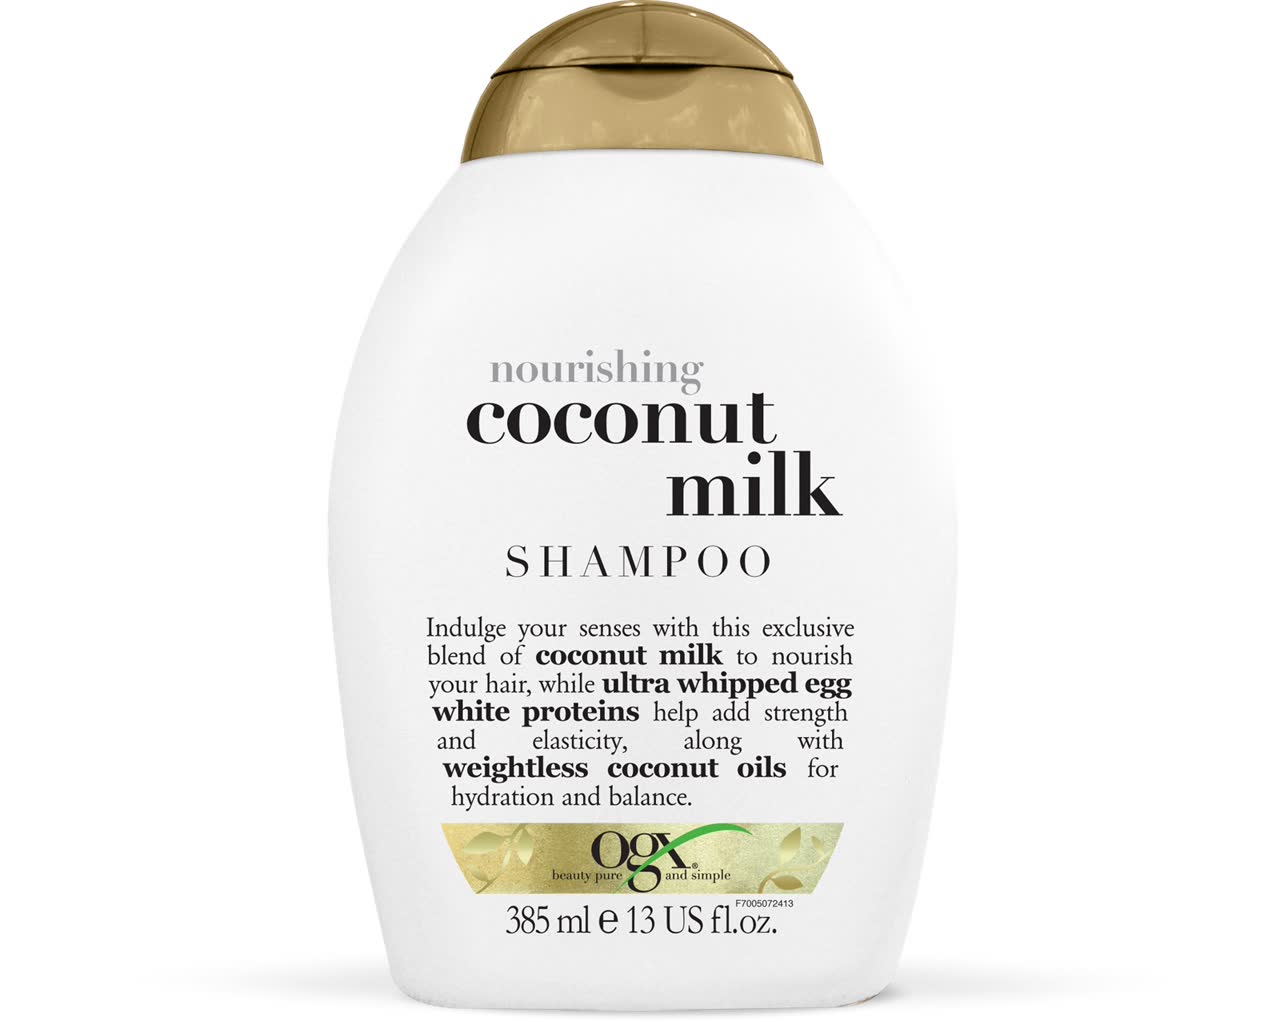 nourishing
coconut
milk
SHAMPOO
Indulge your senses with this exclusive
blend of coconut milk to nourish
your hair, while ultra whipped egg
white proteins help add strength
and elasticity, along with
weightless coconut oils for
hydration and balance.
ogx®
beauty pure and simple
F7005072413
385 ml e 13 US fl.oz.